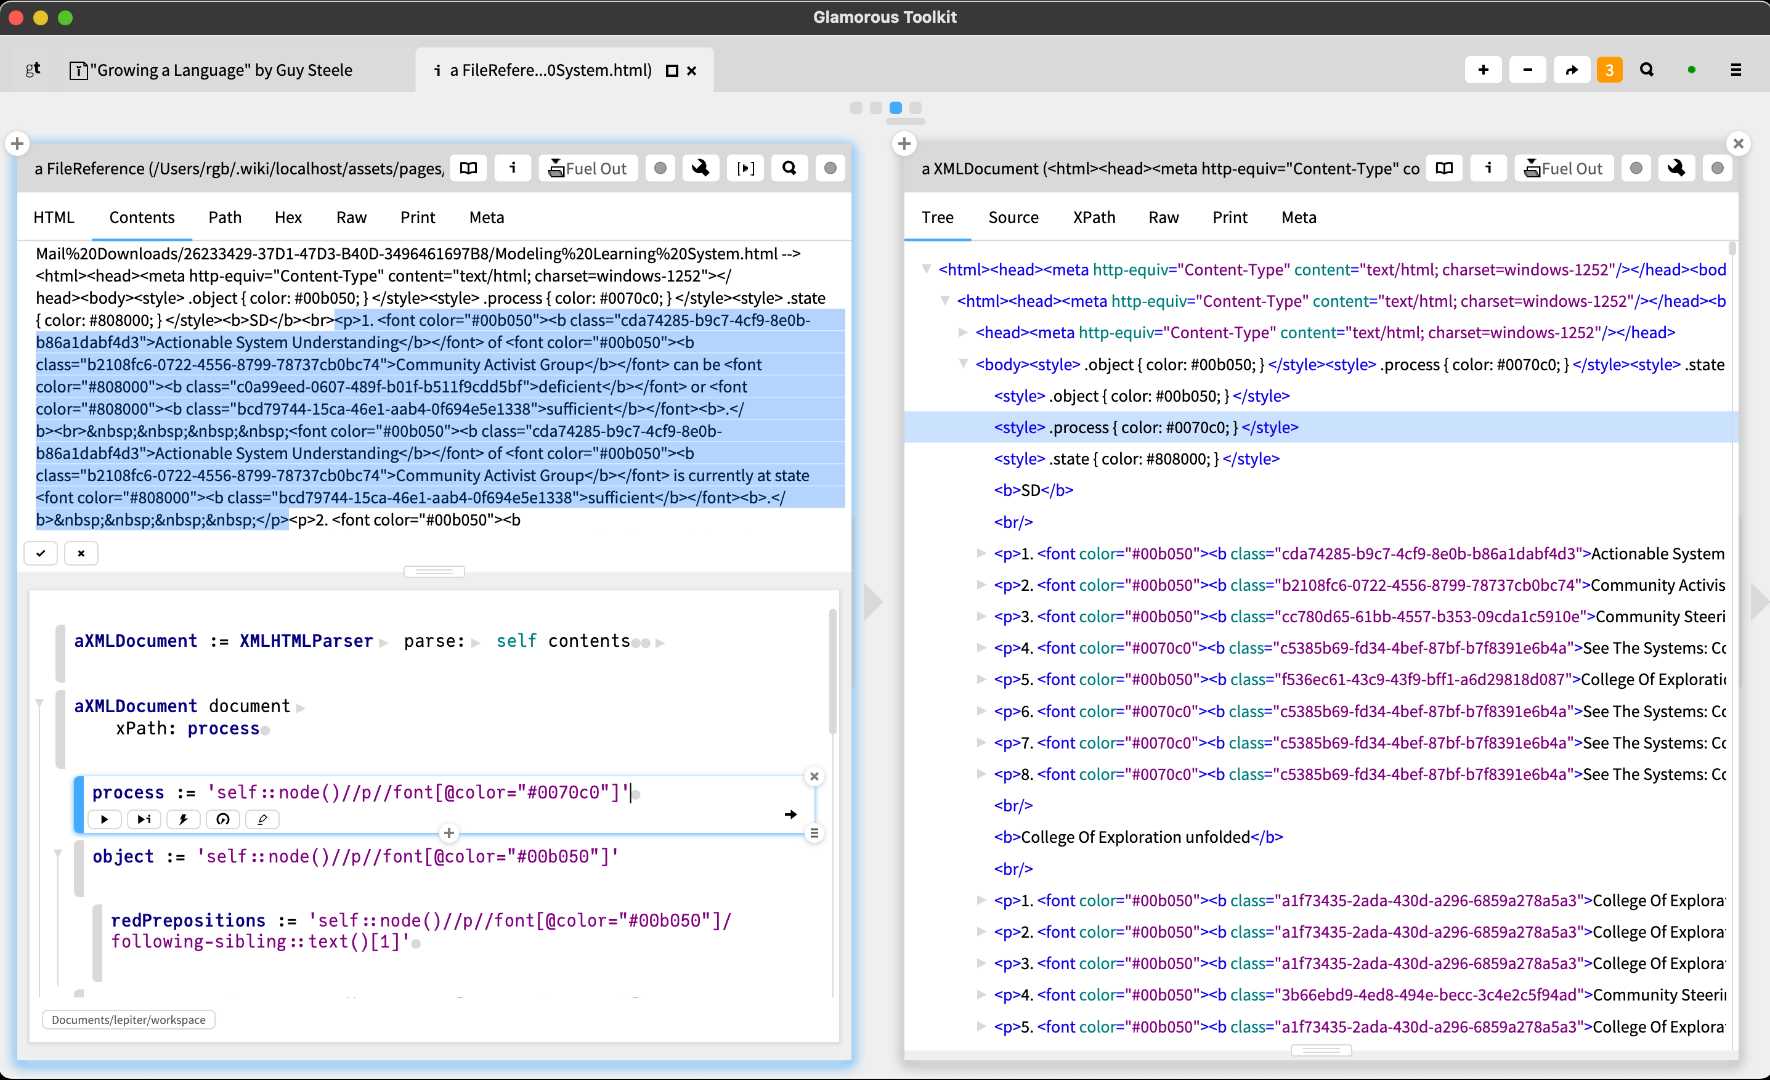 Glamorous Toolkit
gt
"Growing a Language" by Guy Steele
i a FileRefere...0System.html)
3
a FileReference (/Users/rgb/.wiki/localhost/assets/pages,
i
Fuel Out
HTML Contents Path Hex Raw Print Meta
Mail%20Downloads/26233429-37D1-47D3-B40D-3496461697B8/Modeling%20Learning%20System.html -->
<html><head><meta http-equiv="Content-Type" content="text/html; charset=windows-1252"></
head><body><style> .object { color: #00b050; } </style><style> .process { color: #0070c0; } </style><style> .state
{ color: #808000; } </style><b>SD</b><br><p>1. <font color="#00b050"><b class="cda74285-b9c7-4cf9-8e0b-
b86a1dabf4d3">Actionable System Understanding</b></font> of <font color="#00b050"><b
class="b2108fc6-0722-4556-8799-78737cb0bc74">Community Activist Group</b></font> can be <font
color="#808000"><b class="c0a99eed-0607-489f-b01f-b511f9cdd5bf">deficient</b></font> or <font
color="#808000"><b class="bcd79744-15ca-46e1-aab4-0f694e5e1338">sufficient</b></font><b>.</
b><br>&nbsp;&nbsp;&nbsp;&nbsp;<font color="#00b050"><b class="cda74285-b9c7-4cf9-8e0b-
b86a1dabf4d3">Actionable System Understanding</b></font> of <font color="#00b050"><b
class="b2108fc6-0722-4556-8799-78737cb0bc74">Community Activist Group</b></font> is currently at state
<font color="#808000"><b class="bcd79744-15ca-46e1-aab4-0f694e5e1338">sufficient</b></font><b>.</
b>&nbsp;&nbsp;&nbsp;&nbsp;</p><p>2. <font color="#00b050"><b
aXMLDocument := XMLHTMLParser parse: self contents
aXMLDocument document
xPath: process
process := 'self::node()//p//font[@color="#0070c0"]'
object := 'self::node()//p//font[@color="#00b050"]'
redPrepositions := 'self::node()//p//font[@color="#00b050"]/
following-sibling::text()[1]'
Documents/lepiter/workspace
a XMLDocument (<html><head><meta http-equiv="Content-Type" co
i
Fuel Out
Tree Source XPath Raw Print Meta
<html><head><meta http-equiv="Content-Type" content="text/html; charset=windows-1252"/></head><bod
<html><head><meta http-equiv="Content-Type" content="text/html; charset=windows-1252"/></head><b
<head><meta http-equiv="Content-Type" content="text/html; charset=windows-1252"/></head>
<body><style> .object { color: #00b050; } </style><style> .process { color: #0070c0; } </style><style> .state
<style> .object { color: #00b050; } </style>
<style> .process { color: #0070c0; } </style>
<style> .state { color: #808000; } </style>
<b>SD</b>
<br/>
<p>1. <font color="#00b050"><b class="cda74285-b9c7-4cf9-8e0b-b86a1dabf4d3">Actionable System
<p>2. <font color="#00b050"><b class="b2108fc6-0722-4556-8799-78737cb0bc74">Community Activis
<p>3. <font color="#00b050"><b class="cc780d65-61bb-4557-b353-09cda1c5910e">Community Steeri
<p>4. <font color="#0070c0"><b class="c5385b69-fd34-4bef-87bf-b7f8391e6b4a">See The Systems: Co
<p>5. <font color="#00b050"><b class="f536ec61-43c9-43f9-bff1-a6d29818d087">College Of Exploratio
<p>6. <font color="#0070c0"><b class="c5385b69-fd34-4bef-87bf-b7f8391e6b4a">See The Systems: Co
<p>7. <font color="#0070c0"><b class="c5385b69-fd34-4bef-87bf-b7f8391e6b4a">See The Systems: Co
<p>8. <font color="#0070c0"><b class="c5385b69-fd34-4bef-87bf-b7f8391e6b4a">See The Systems: Co
<br/>
<b>College Of Exploration unfolded</b>
<br/>
<p>1. <font color="#00b050"><b class="a1f73435-2ada-430d-a296-6859a278a5a3">College Of Explora
<p>2. <font color="#00b050"><b class="a1f73435-2ada-430d-a296-6859a278a5a3">College Of Explora
<p>3. <font color="#00b050"><b class="a1f73435-2ada-430d-a296-6859a278a5a3">College Of Explora
<p>4. <font color="#00b050"><b class="3b66ebd9-4ed8-494e-becc-3c4e2c5f94ad">Community Steerin
<p>5. <font color="#00b050"><b class="a1f73435-2ada-430d-a296-6859a278a5a3">College Of Explora